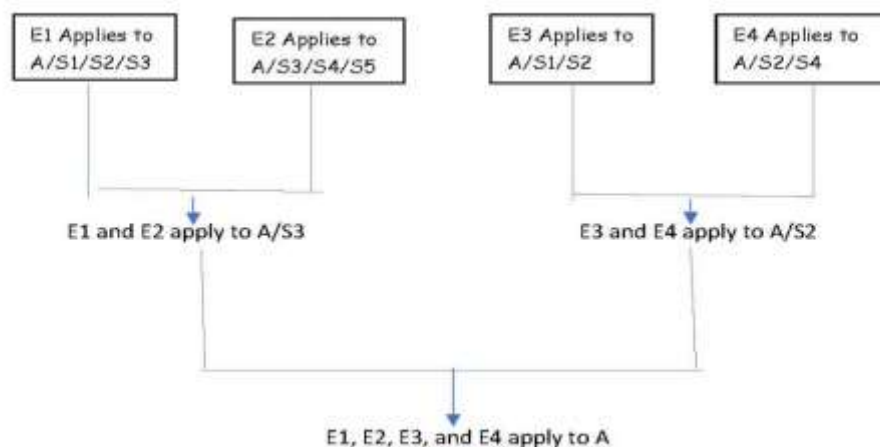 E1 Applies to
A/S1/S2/S3
E2 Applies to
A/S3/S4/S5
E3 Applies to
A/S1/S2
E4 Applies to
A/S2/S4
E1 and E2 apply to A/S3
E3 and E4 apply to A/S2
E1, E2, E3, and E4 apply to A